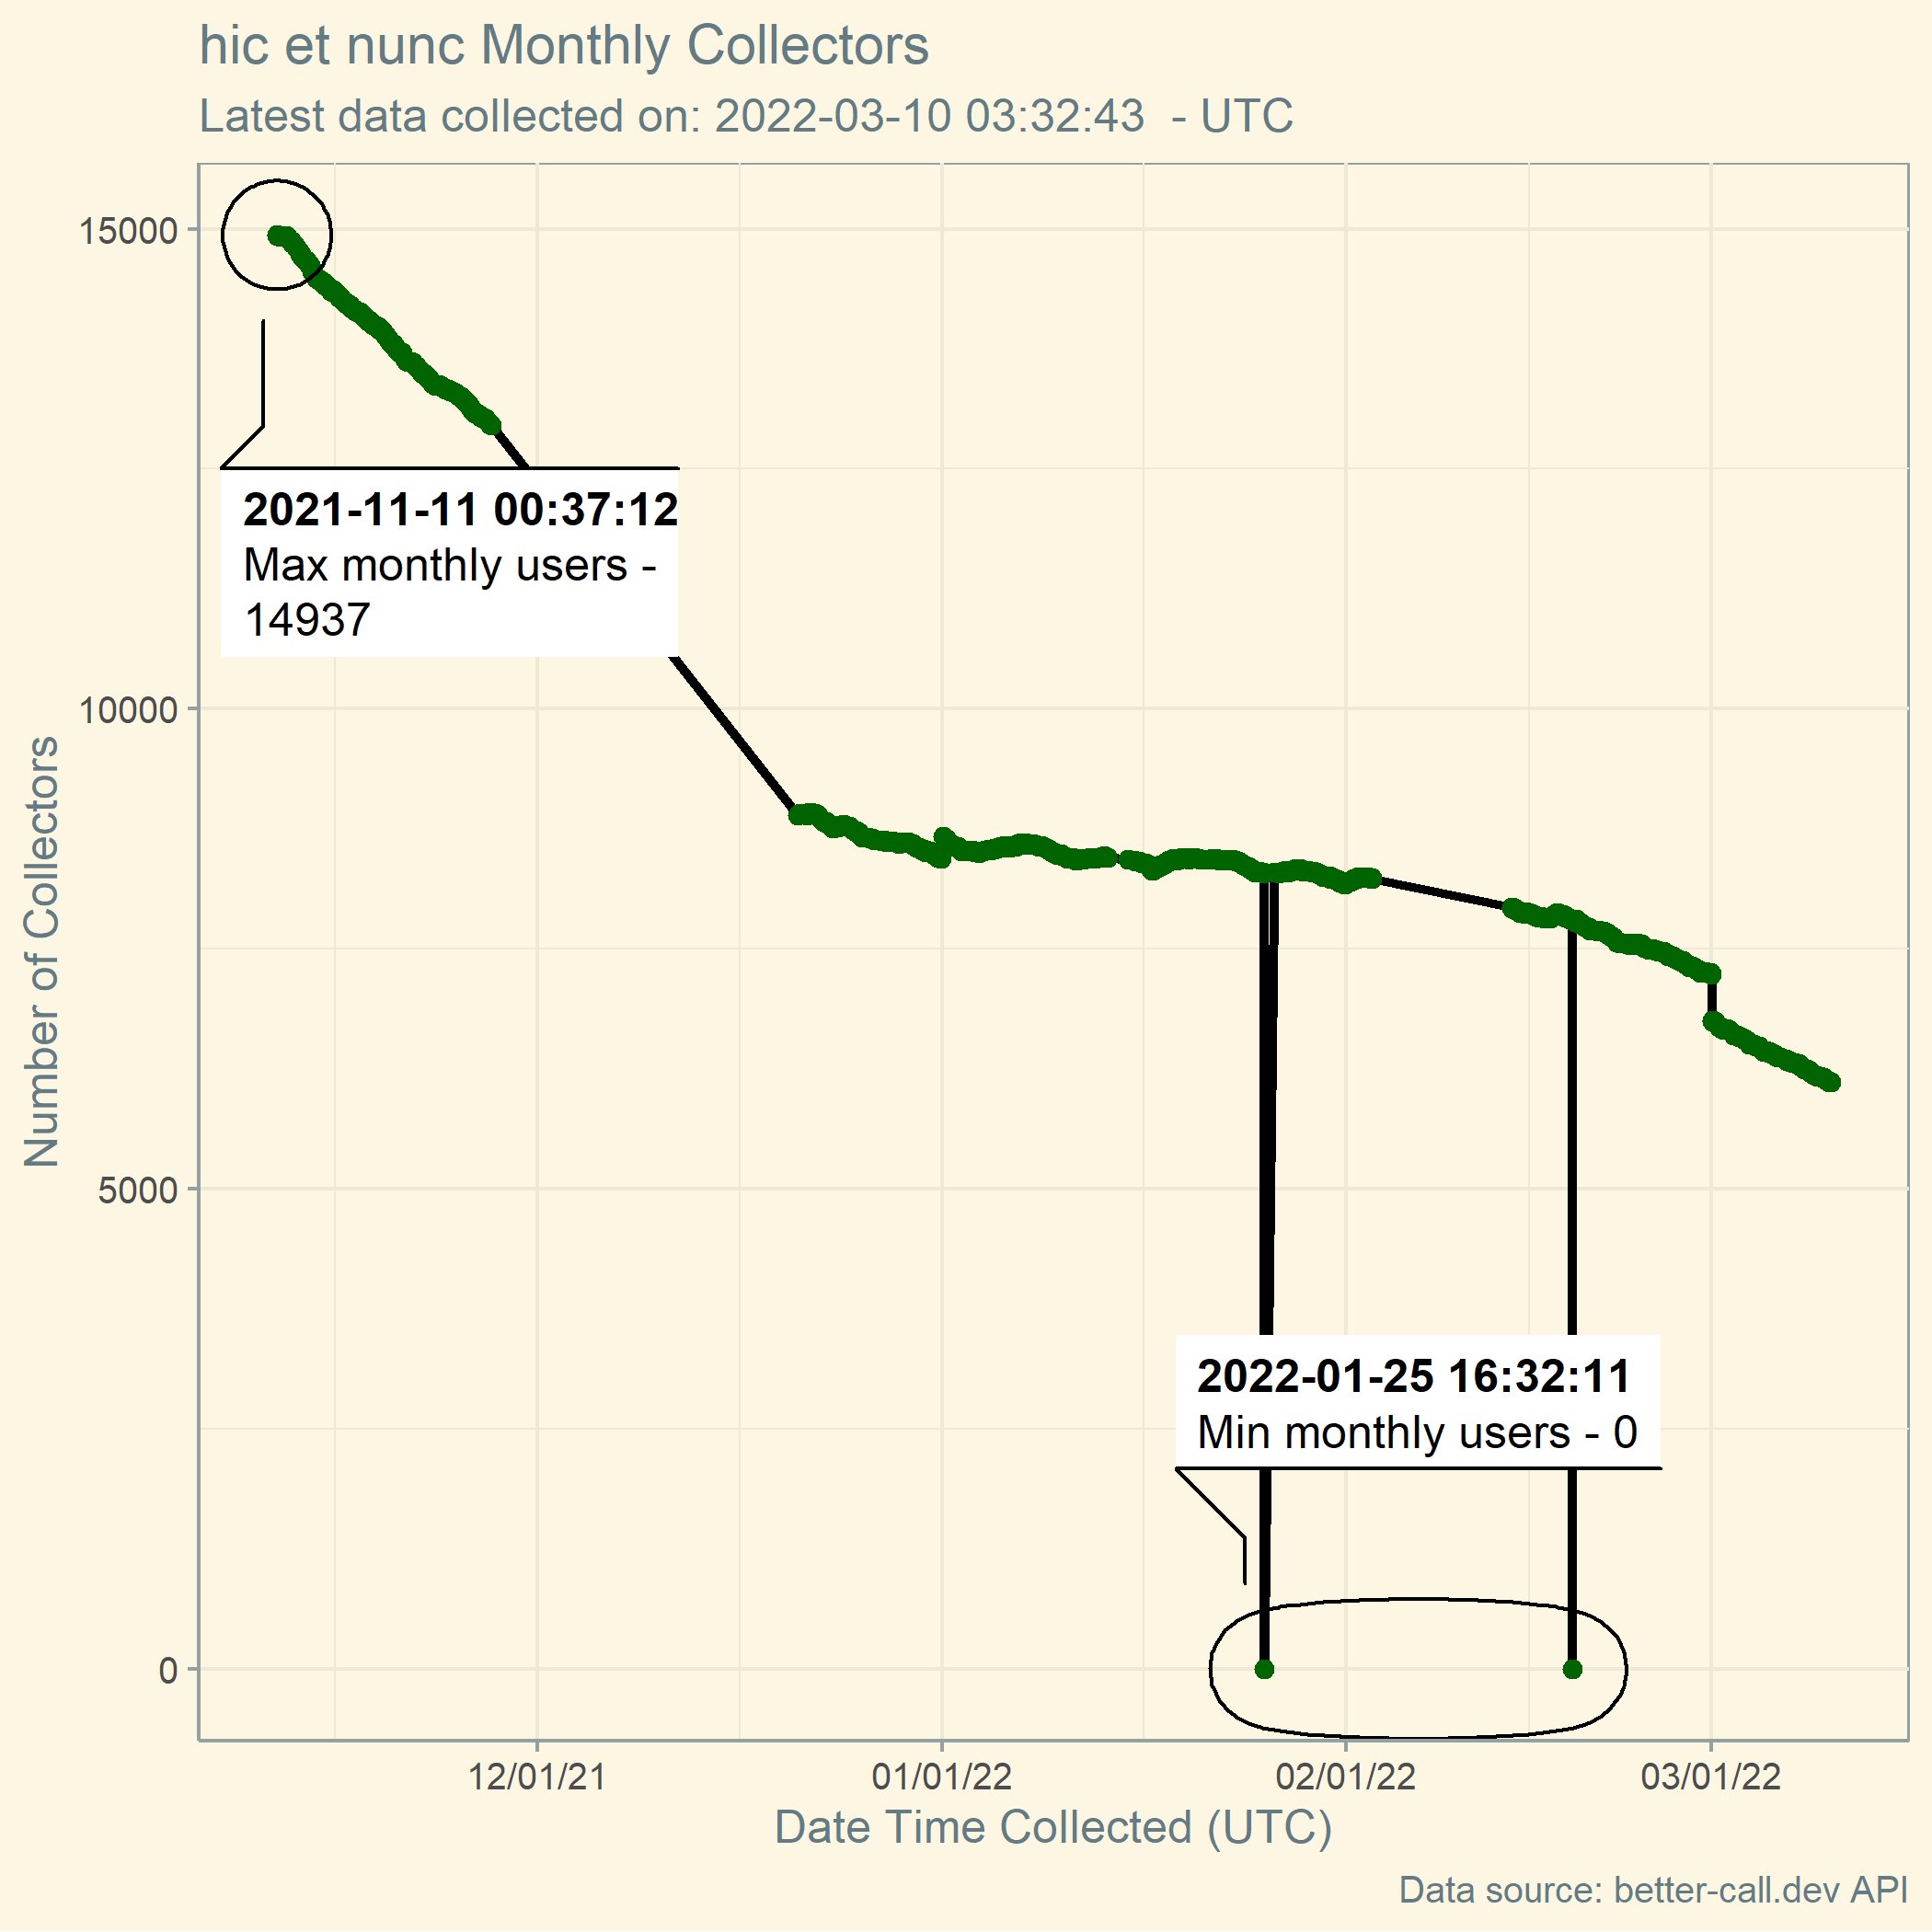 hic et nunc Monthly Collectors
Latest data collected on: 2022-03-10 03:32:43  - UTC
Number of Collectors
15000
10000
5000
0
2021-11-11 00:37:12
Max monthly users -
14937
2022-01-25 16:32:11
Min monthly users - 0
12/01/21 01/01/22 02/01/22 03/01/22
Date Time Collected (UTC)
Data source: better-call.dev API